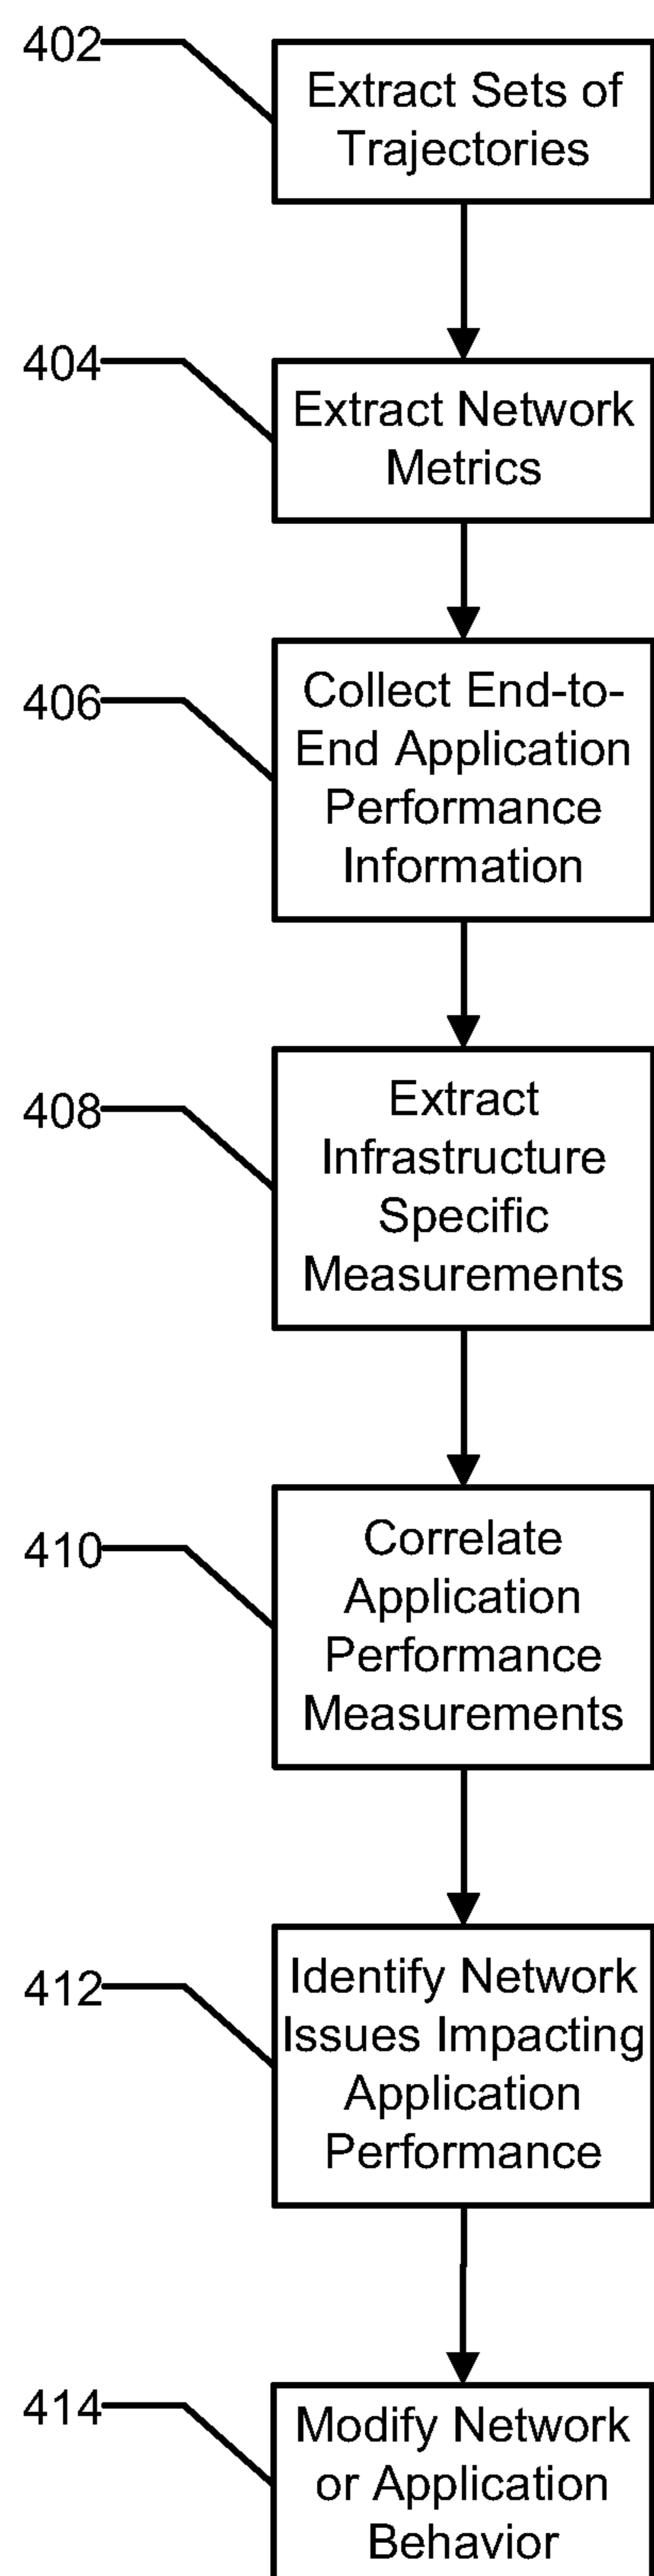 402
Extract Sets of
Trajectories
404
Extract Network
Metrics
406
Collect End-to-
End Application
Performance
Information
408
Extract
Infrastructure
Specific
Measurements
410
Correlate
Application
Performance
Measurements
412
Identify Network
Issues Impacting
Application
Performance
414
Modify Network
or Application
Behavior